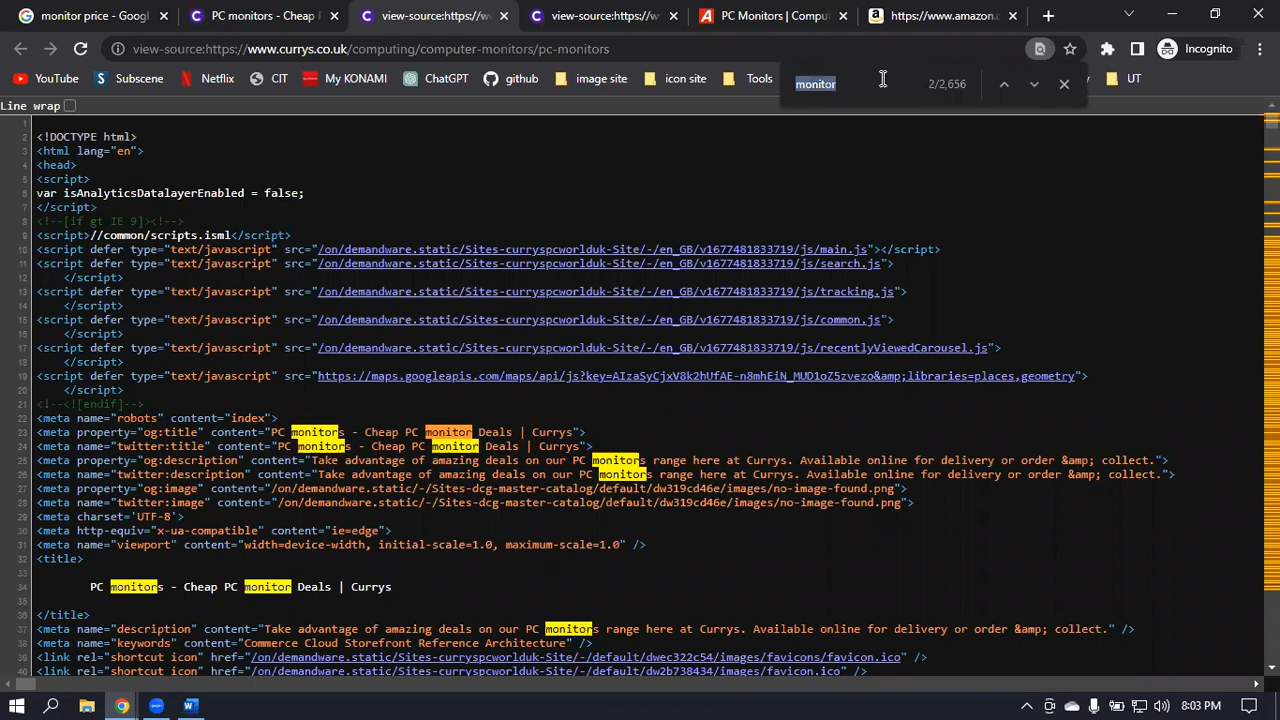 monitor price - Googl
PC monitors - Cheap P
view-source:https://w
view-source:https://w
PC Monitors | Comput
https://www.amazon.c
view-source:https://www.currys.co.uk/computing/computer-monitors/pc-monitors
Incognito
YouTube
Subscene
Netflix
CIT
My Money
ChatGPT
github
image site
icon site
Tools
UT
monitor
2/2,656
Line wrap
1
2 <!DOCTYPE html>
3 <html lang="en">
4 <head>
5 <script>
6 var isAnalyticsDatalayerEnabled = false;
7 </script>
8 <!--[if gt IE 9]><!-->
9 <script>//common/scripts.isml</script>
10 <script defer type="text/javascript" src="/on/demandware.static/Sites-curryspcworlduk-Site/-/en_GB/v1677481833719/js/main.js"></script>
11 <script defer type="text/javascript" src="/on/demandware.static/Sites-curryspcworlduk-Site/-/en_GB/v1677481833719/js/search.js"
12 ></script>
13 <script defer type="text/javascript" src="/on/demandware.static/Sites-curryspcworlduk-Site/-/en_GB/v1677481833719/js/tracking.js"
14 ></script>
15 <script defer type="text/javascript" src="/on/demandware.static/Sites-curryspcworlduk-Site/-/en_GB/v1677481833719/js/common.js"
16 ></script>
17 <script defer type="text/javascript" src="/on/demandware.static/Sites-curryspcworlduk-Site/-/en_GB/v1677481833719/js/recentlyViewedCarousel.js"
18 ></script>
19 <script defer type="text/javascript" src="
20 </script>
21 <!--<![endif]-->
22 <meta name="robots" content="index">
23 <meta property="og:title" content="PC monitors - Cheap PC monitor Deals | Currys">
24 <meta property="twitter:title" content="PC monitors - Cheap PC monitor Deals | Currys">
25 <meta property="og:description" content="Take advantage of amazing deals on our PC monitors range here at Currys. Available online for delivery or order &amp; collect.">
26 <meta property="twitter:description" content="Take advantage of amazing deals on our PC monitors range here at Currys. Available online for delivery or order &amp; collect.">
27 <meta property="og:image" content="/on/demandware.static/-/Sites-dcg-master-catalog/default/dw319cd46e/images/no-image-found.png">
28 <meta property="twitter:image" content="/on/demandware.static/-/Sites-dcg-master-catalog/default/dw319cd46e/images/no-image-found.png">
29 <meta charset='UTF-8'>
30 <meta http-equiv="x-ua-compatible" content="ie=edge">
31 <meta name="viewport" content="width=device-width, initial-scale=1.0, maximum-scale=1.0" />
32 <title>
33
34 PC monitors - Cheap PC monitor Deals | Currys
35
36 </title>
37 <meta name="description" content="Take advantage of amazing deals on our PC monitors range here at Currys. Available online for delivery or order &amp; collect." />
38 <meta name="keywords" content="Commerce Cloud Storefront Reference Architecture" />
39 <link rel="shortcut icon" href="/on/demandware.static/Sites-curryspcworlduk-Site/-/default/dwec322c54/images/favicons/favicon.ico" />
40 <link rel="shortcut icon" href="/on/demandware.static/Sites-curryspcworlduk-Site/-/default/dw2b738434/images/favicon.ico" />
8:03 PM